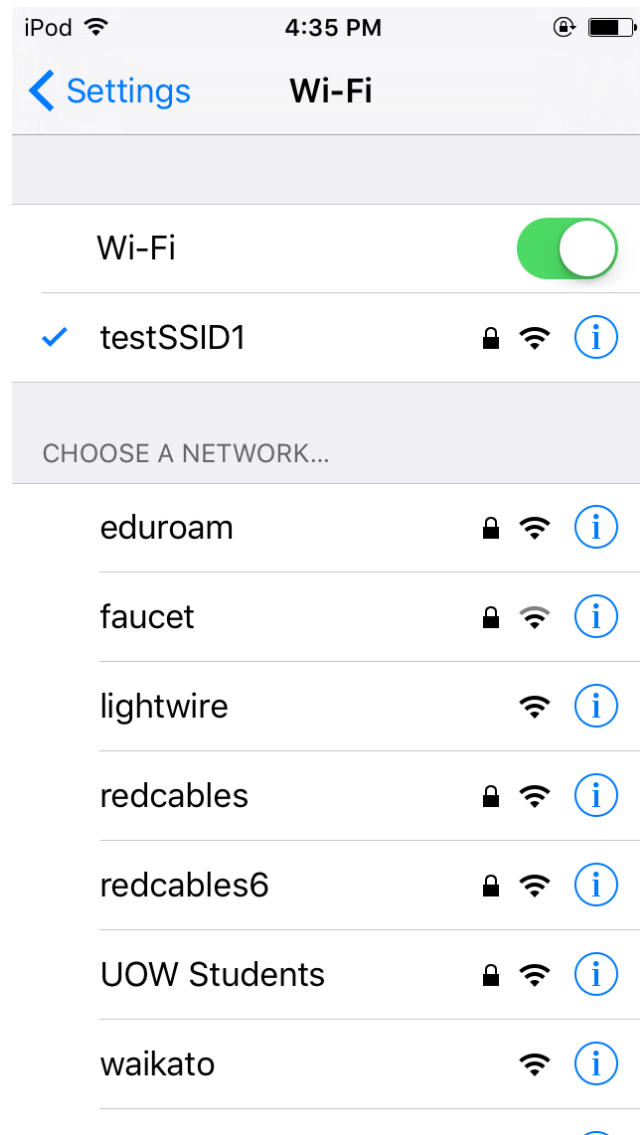 iPod 4:35 PM
Settings Wi-Fi
Wi-Fi
testSSID1
CHOOSE A NETWORK...
eduroam
faucet
lightwire
redcables
redcables6
UOW Students
waikato